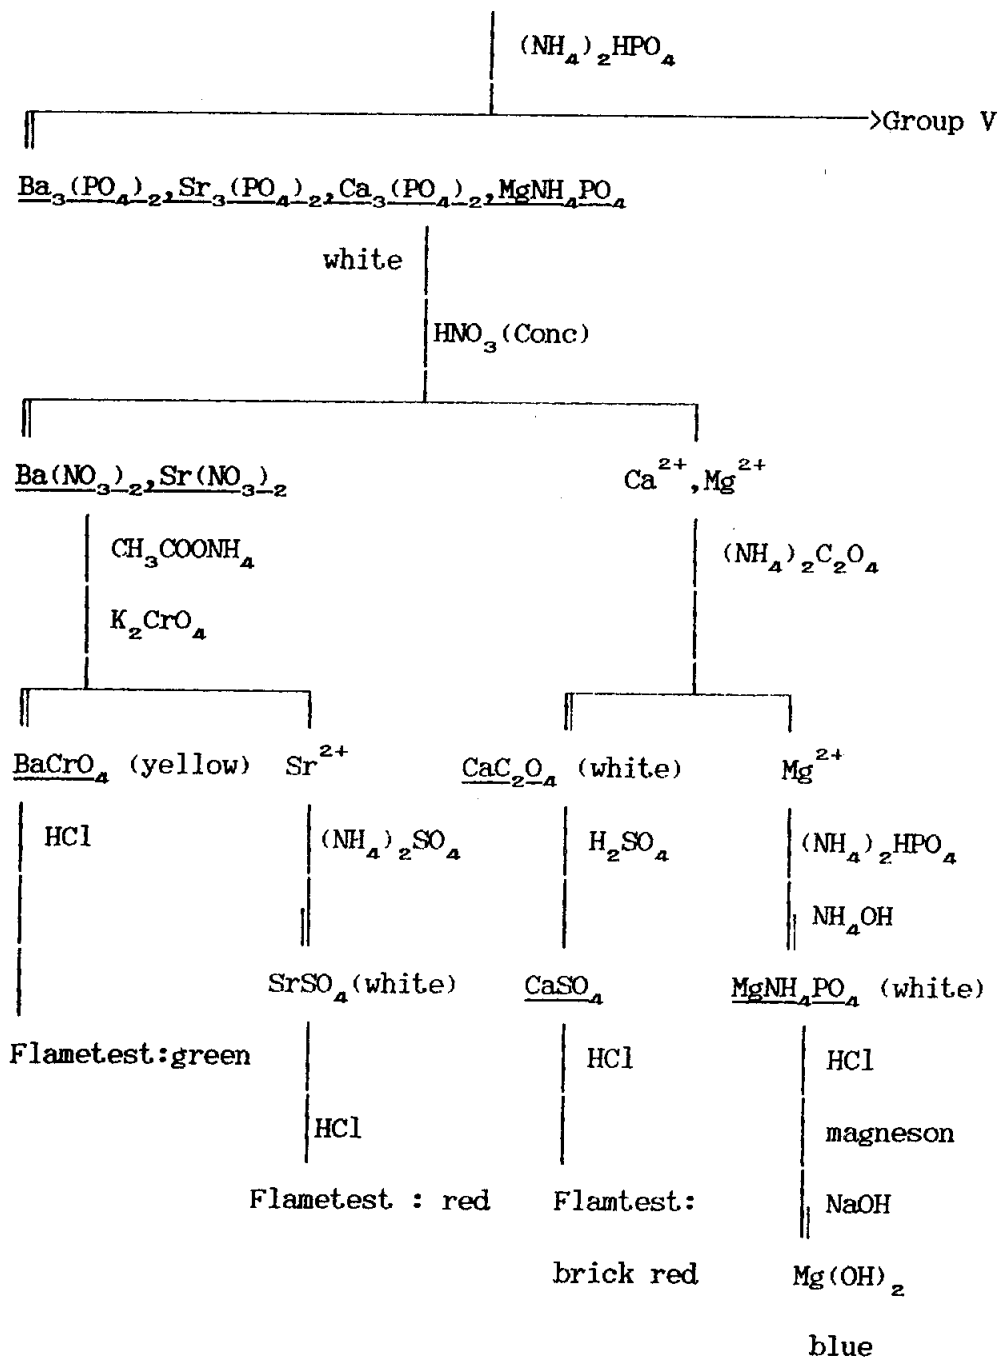 (NH₄)₂HPO₄
>Group V
Ba₃(PO₄)₂,Sr₃(PO₄)₂,Ca₃(PO₄)₂,MgNH₄PO₄
white
HNO₃(Conc)
Ba(NO₃)₂,Sr(NO₃)₂ Ca²⁺,Mg²⁺
CH₃COONH₄ (NH₄)₂C₂O₄
K₂CrO₄
BaCrO₄ (yellow) Sr²⁺ CaC₂O₄ (white) Mg²⁺
HCl (NH₄)₂SO₄ H₂SO₄ (NH₄)₂HPO₄
NH₄OH
SrSO₄(white) CaSO₄ MgNH₄PO₄ (white)
Flametest:green HCl HCl
HCl magneson
Flametest : red Flamtest: NaOH
brick red Mg(OH)₂
blue